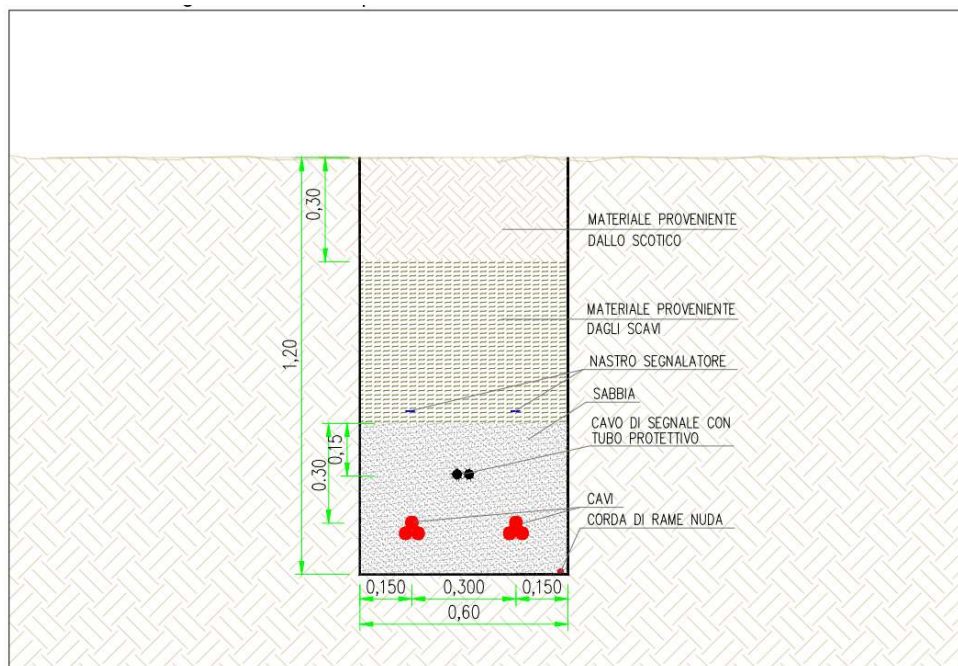 0,30
1,20
MATERIALE PROVENIENTE
DALLO SCOTICO
MATERIALE PROVENIENTE
DAGLI SCAVI
NASTRO SEGNALATORE
SABBIA
CAVO DI SEGNALE CON
TUBO PROTETTIVO
0,15
0.30
CAVI
CORDA DI RAME NUDA
0,150
0,300
0,150
0,60